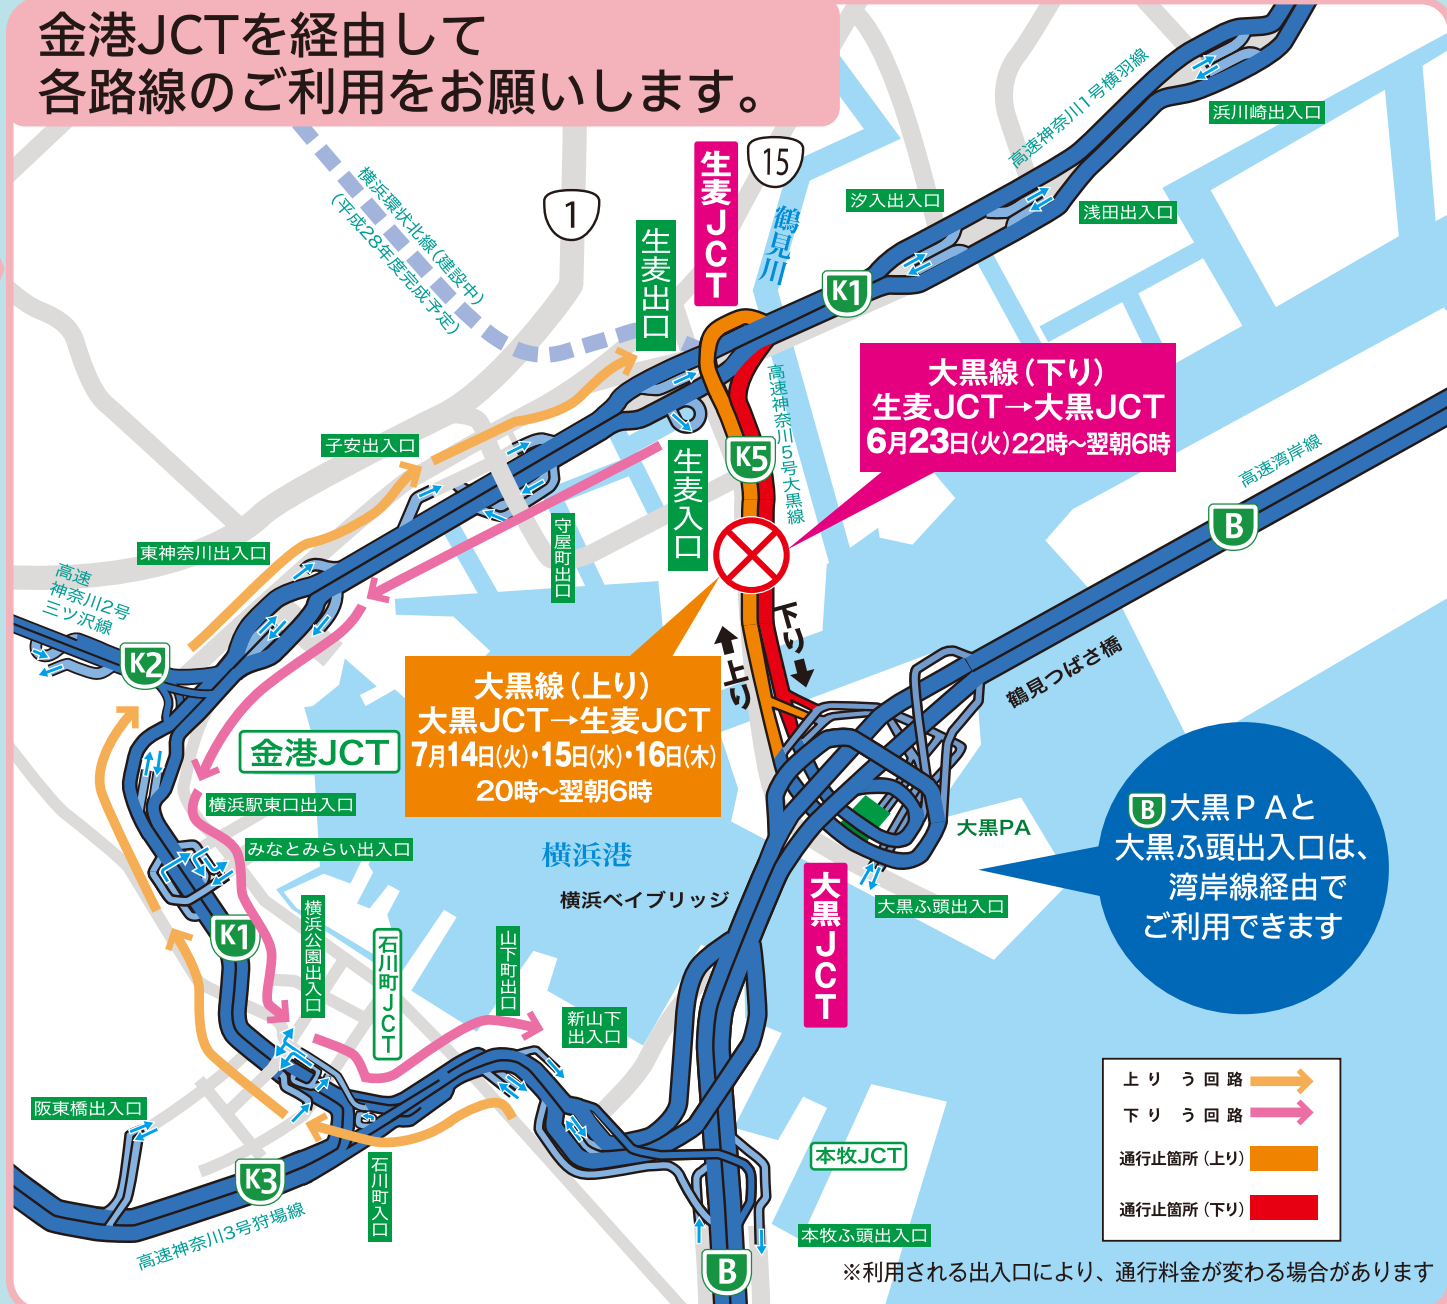 金港JCTを経由して
各路線のご利用をお願いします。
横浜環状北線(建設中)
(平成28年度完成予定)
1
15
生麦JCT
生麦出口
鶴見川
高速神奈川1号横羽線
浜川崎出入口
汐入出入口
浅田出入口
K1
大黒線(下り)
生麦JCT→大黒JCT
6月23日(火)22時~翌朝6時
高速神奈川5号大黒線
K5
生麦入口
子安出入口
守屋町出口
東神奈川出入口
高速
神奈川2号
三ツ沢線
K2
高速湾岸線
B
鶴見つばさ橋
上り
下り
大黒線(上り)
大黒JCT→生麦JCT
7月14日(火)・15日(水)・16日(木)
20時~翌朝6時
金港JCT
横浜駅東口出入口
みなとみらい出入口
横浜港
横浜ベイブリッジ
大黒PA
大黒JCT
大黒ふ頭出入口
B大黒PAと
大黒ふ頭出入口は、
湾岸線経由で
ご利用できます
K1
横浜公園出入口
石川町JCT
山下町出口
新山下
出入口
阪東橋出入口
K3
高速神奈川3号狩場線
石川町入口
本牧JCT
本牧ふ頭出入口
B
上り う回路
下り う回路
通行止箇所(上り)
通行止箇所(下り)
※利用される出入口により、通行料金が変わる場合があります